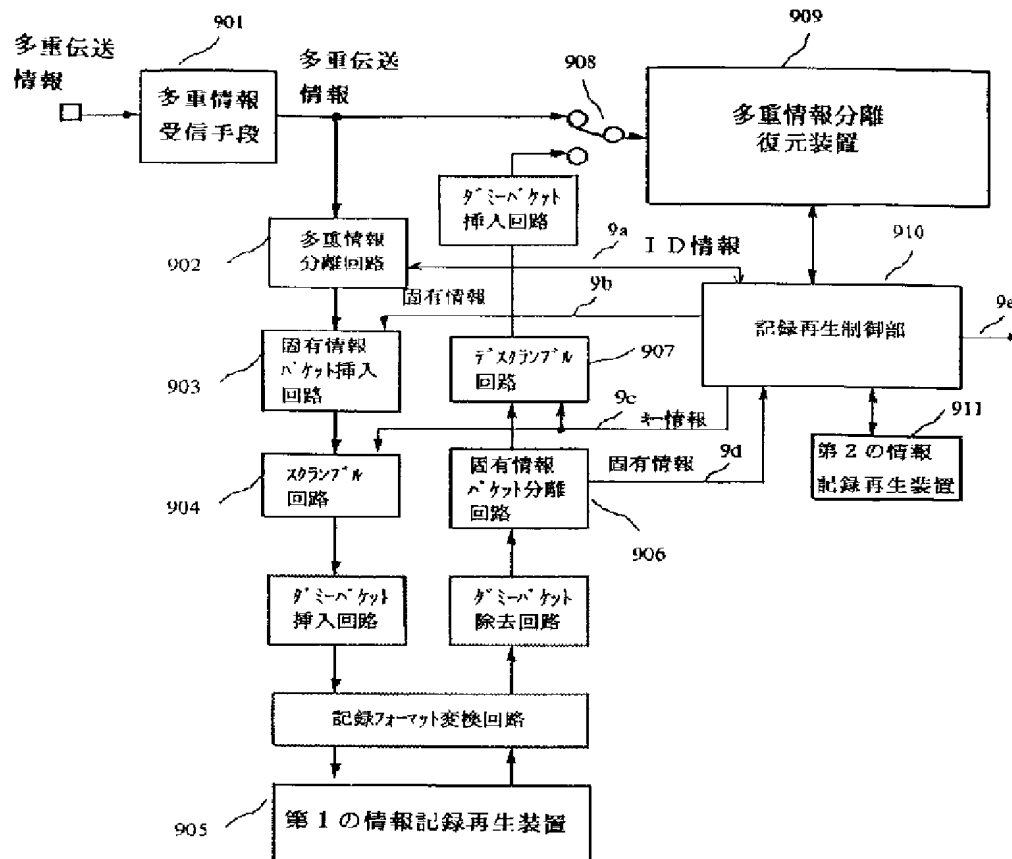 901
多重伝送
情報
多重情報
受信手段
多重伝送
情報
908
909
多重情報分離
復元装置
ダミーパケット
挿入回路
902
多重情報
分離回路
9a
ID情報
910
固有情報
9b
記録再生制御部
9e
903
固有情報
パケット挿入
回路
デスクランブル
回路
907
9c
キー情報
911
第2の情報
記録再生装置
904
スクランブル
回路
固有情報
パケット分離
回路
固有情報
9d
906
ダミーパケット
挿入回路
ダミーパケット
除去回路
記録フォーマット変換回路
905
第1の情報記録再生装置